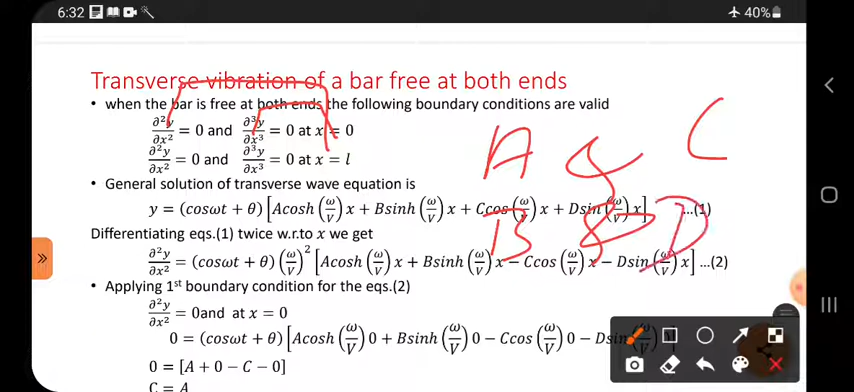 6:32 40%
Transverse vibration of a bar free at both ends
• when the bar is free at both ends the following boundary conditions are valid
∂²y/∂x² = 0 and ∂³y/∂x³ = 0 at x = 0
∂²y/∂x² = 0 and ∂³y/∂x³ = 0 at x = l
A & C
• General solution of transverse wave equation is
y = (cosωt + θ) [Acosh (ω/V) x + Bsinh (ω/V) x + Ccos (ω/V) x + Dsin (ω/V) x] ...(1)
B & D
Differentiating eqs.(1) twice w.r.to x we get
∂²y/∂x² = (cosωt + θ) (ω/V)² [Acosh (ω/V) x + Bsinh (ω/V) x − Ccos (ω/V) x − Dsin (ω/V) x] ...(2)
• Applying 1st boundary condition for the eqs.(2)
∂²y/∂x² = 0and at x = 0
0 = (cosωt + θ) [Acosh (ω/V) 0 + Bsinh (ω/V) 0 − Ccos (ω/V) 0 − Dsin
0 = [A + 0 − C − 0]
C = A